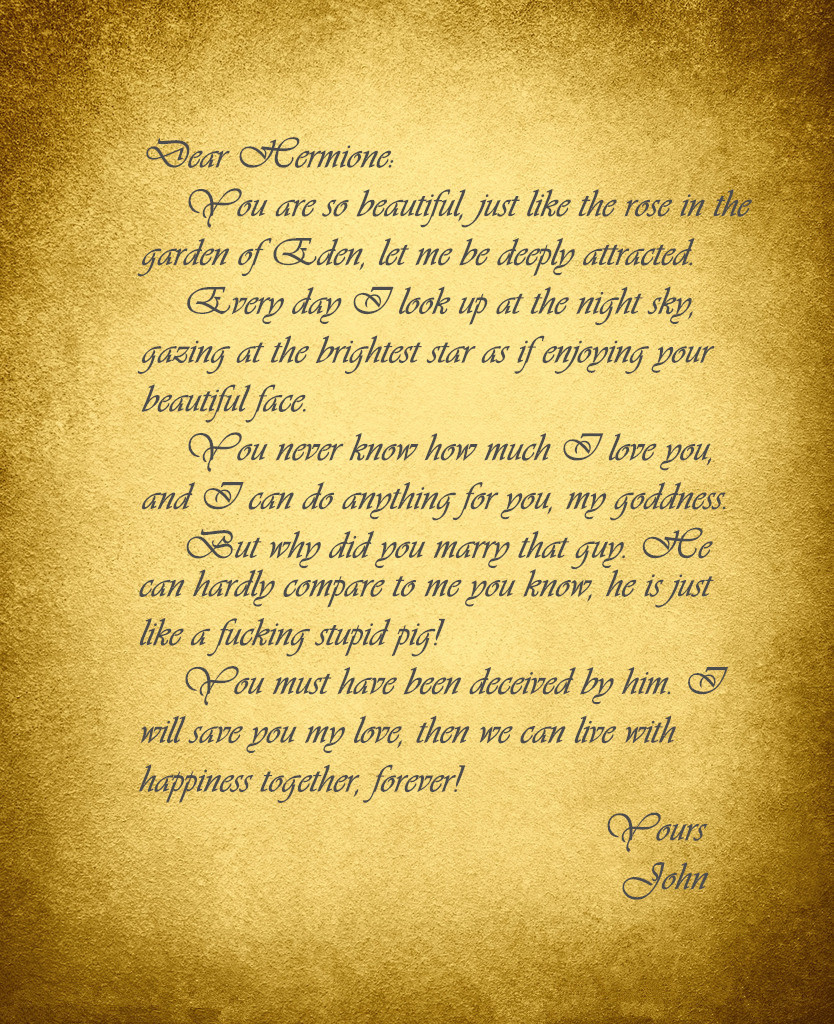 Dear Hermione:
You are so beautiful, just like the rose in the
garden of Eden, let me be deeply attracted.
Every day I look up at the night sky,
gazing at the brightest star as if enjoying your
beautiful face.
You never know how much I love you,
and I can do anything for you, my goddness.
But why did you marry that guy. He
can hardly compare to me you know, he is just
like a fucking stupid pig!
You must have been deceived by him. I
will save you my love, then we can live with
happiness together, forever!
Yours
John